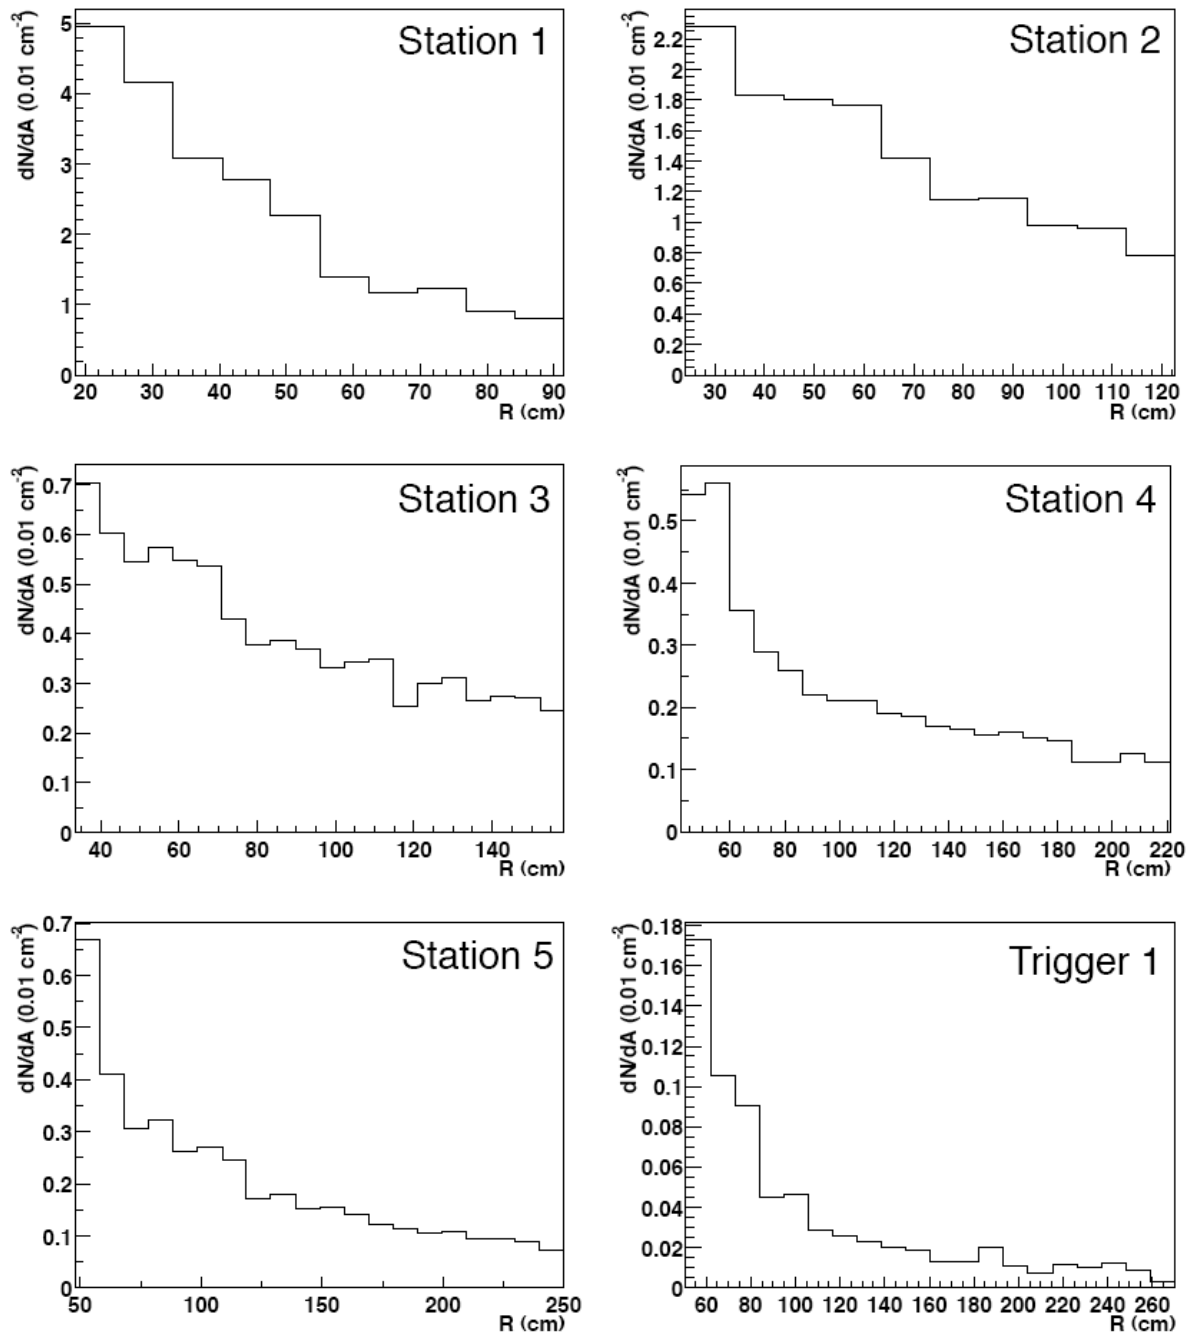 Station 1
dN/dA (0.01 cm⁻²)
5
4
3
2
1
0
20 30 40 50 60 70 80 90
R (cm)
Station 2
dN/dA (0.01 cm⁻²)
2.2
2
1.8
1.6
1.4
1.2
1
0.8
0.6
0.4
0.2
0
30 40 50 60 70 80 90 100 110 120
R (cm)
Station 3
dN/dA (0.01 cm⁻²)
0.7
0.6
0.5
0.4
0.3
0.2
0.1
0
40 60 80 100 120 140
R (cm)
Station 4
dN/dA (0.01 cm⁻²)
0.5
0.4
0.3
0.2
0.1
0
60 80 100 120 140 160 180 200 220
R (cm)
Station 5
dN/dA (0.01 cm⁻²)
0.7
0.6
0.5
0.4
0.3
0.2
0.1
0
50 100 150 200 250
R (cm)
Trigger 1
dN/dA (0.01 cm⁻²)
0.18
0.16
0.14
0.12
0.1
0.08
0.06
0.04
0.02
0
60 80 100 120 140 160 180 200 220 240 260
R (cm)